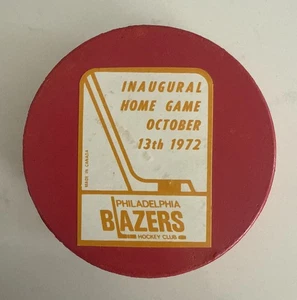 INAUGURAL
HOME GAME
OCTOBER
13th 1972
MADE IN CANADA
PHILADELPHIA
BLAZERS
HOCKEY CLUB